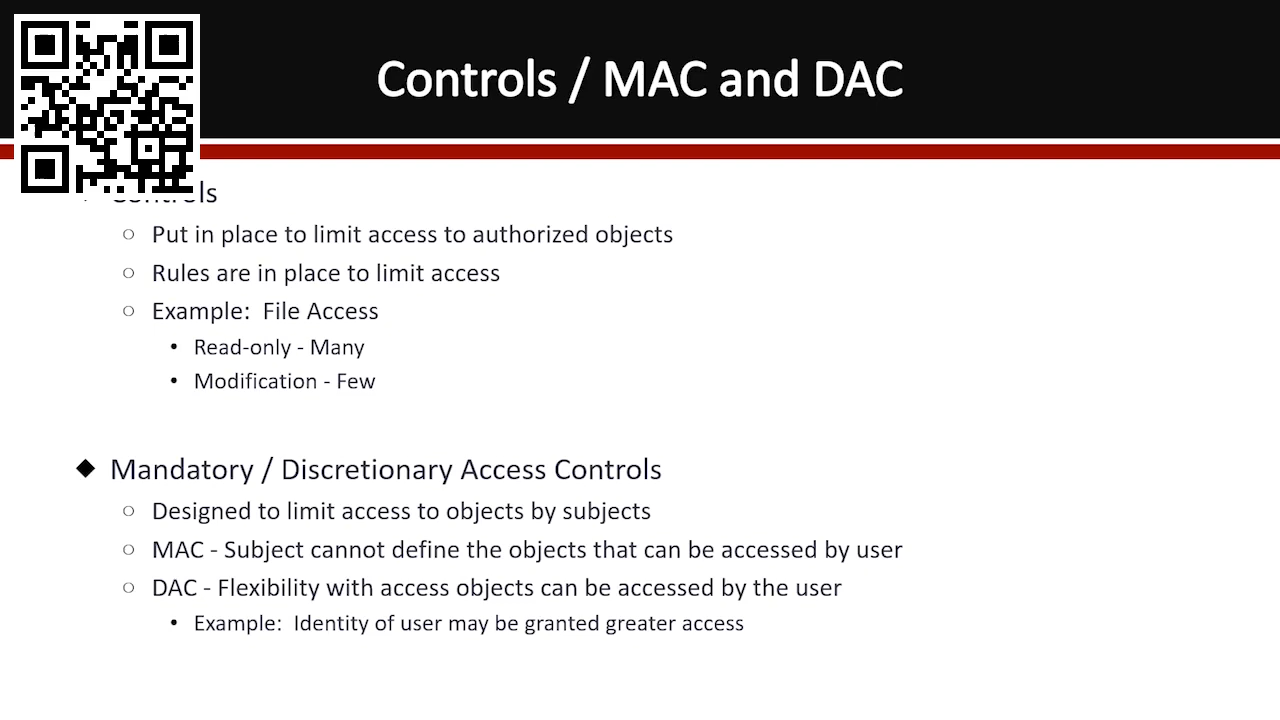 Controls / MAC and DAC
Controls
○ Put in place to limit access to authorized objects
○ Rules are in place to limit access
○ Example:  File Access
• Read-only - Many
• Modification - Few
◆ Mandatory / Discretionary Access Controls
○ Designed to limit access to objects by subjects
○ MAC - Subject cannot define the objects that can be accessed by user
○ DAC - Flexibility with access objects can be accessed by the user
• Example:  Identity of user may be granted greater access